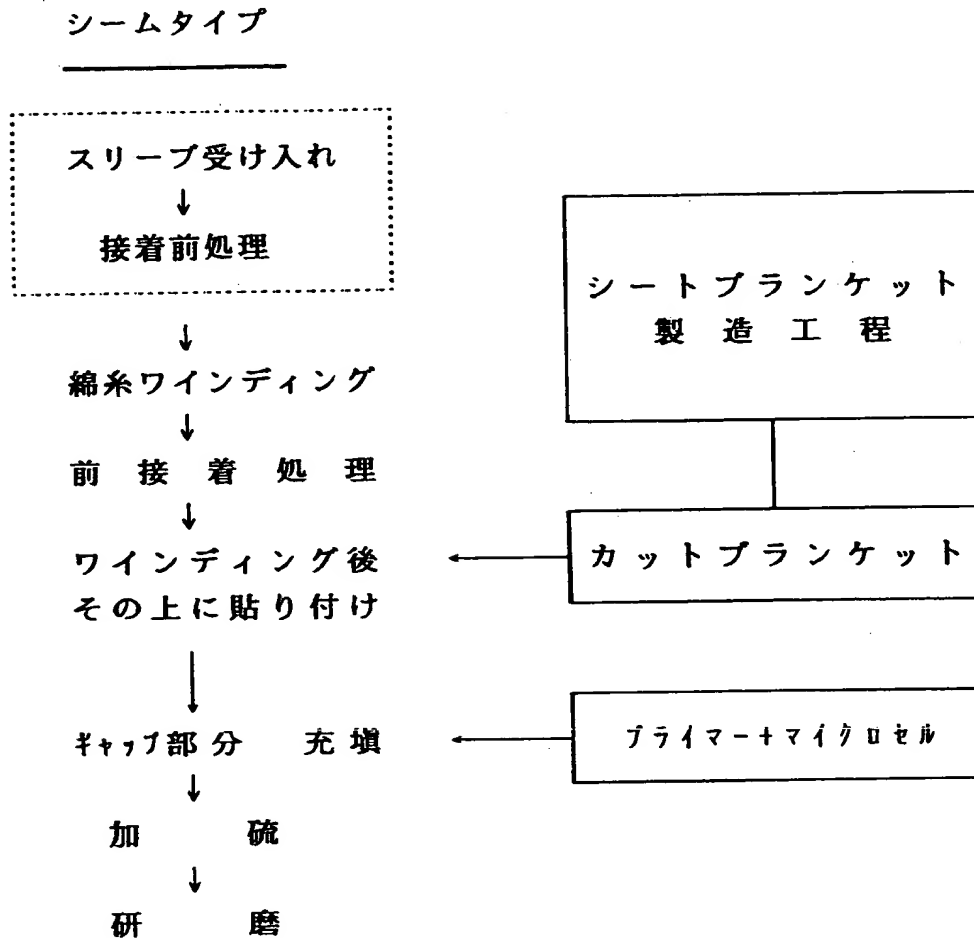 シームタイプ
スリーブ受け入れ
↓
接着前処理
↓
綿糸ワインディング
↓
前接着処理
↓
ワインディング後
その上に貼り付け
↓
ギャップ部分 充塡
↓
加硫
↓
研磨
シートブランケット
製造工程
カットブランケット
プライマー+マイクロセル